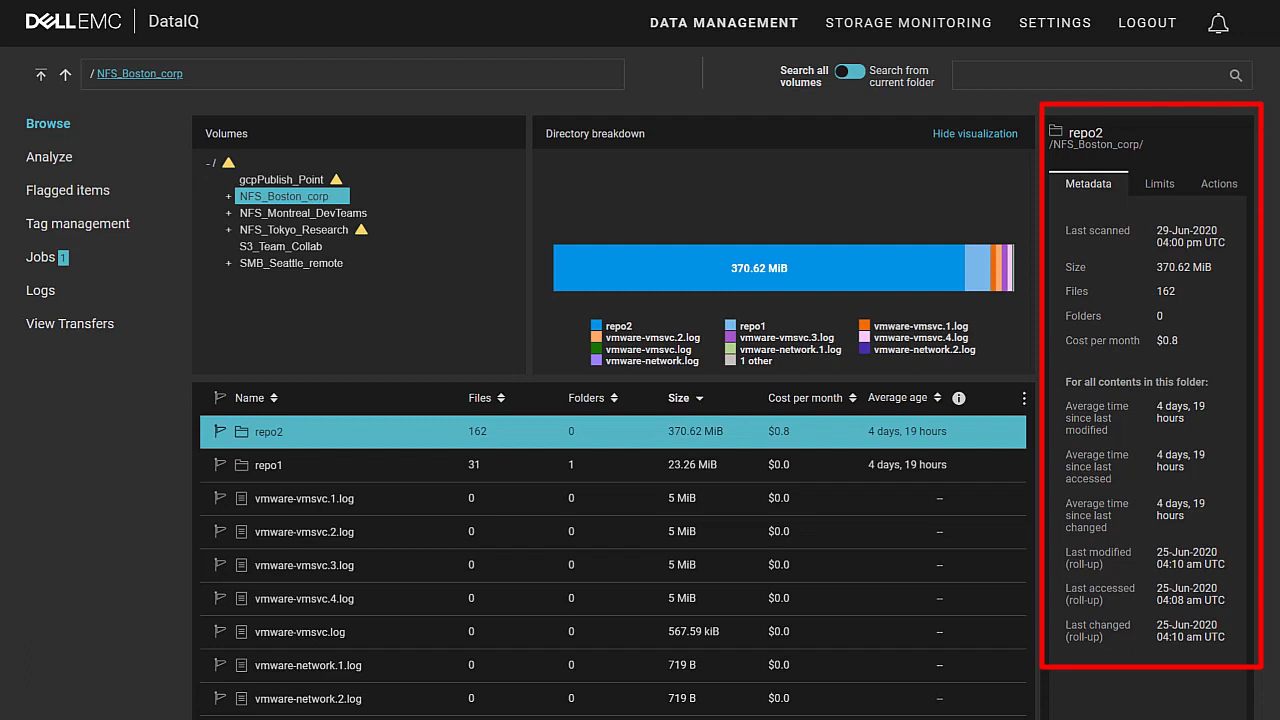 DELLEMC DataIQ
DATA MANAGEMENT STORAGE MONITORING SETTINGS LOGOUT
/ NFS_Boston_corp
Search all
volumes
Search from
current folder
Browse
Analyze
Flagged items
Tag management
Jobs 1
Logs
View Transfers
Volumes
- /
gcpPublish_Point
+ NFS_Boston_corp
+ NFS_Montreal_DevTeams
+ NFS_Tokyo_Research
S3_Team_Collab
+ SMB_Seattle_remote
Directory breakdown Hide visualization
370.62 MiB
repo2 repo1 vmware-vmsvc.1.log
vmware-vmsvc.2.log vmware-vmsvc.3.log vmware-vmsvc.4.log
vmware-vmsvc.log vmware-network.1.log vmware-network.2.log
vmware-network.log 1 other
Name Files Folders Size Cost per month Average age
repo2 162 0 370.62 MiB $0.8 4 days, 19 hours
repo1 31 1 23.26 MiB $0.0 4 days, 19 hours
vmware-vmsvc.1.log 0 0 5 MiB $0.0 --
vmware-vmsvc.2.log 0 0 5 MiB $0.0 --
vmware-vmsvc.3.log 0 0 5 MiB $0.0 --
vmware-vmsvc.4.log 0 0 5 MiB $0.0 --
vmware-vmsvc.log 0 0 567.59 kiB $0.0 --
vmware-network.1.log 0 0 719 B $0.0 --
vmware-network.2.log 0 0 719 B $0.0 --
repo2
/NFS_Boston_corp/
Metadata Limits Actions
Last scanned 29-Jun-2020
04:00 pm UTC
Size 370.62 MiB
Files 162
Folders 0
Cost per month $0.8
For all contents in this folder:
Average time 4 days, 19
since last hours
modified
Average time 4 days, 19
since last hours
accessed
Average time 4 days, 19
since last hours
changed
Last modified 25-Jun-2020
(roll-up) 04:10 am UTC
Last accessed 25-Jun-2020
(roll-up) 04:08 am UTC
Last changed 25-Jun-2020
(roll-up) 04:10 am UTC